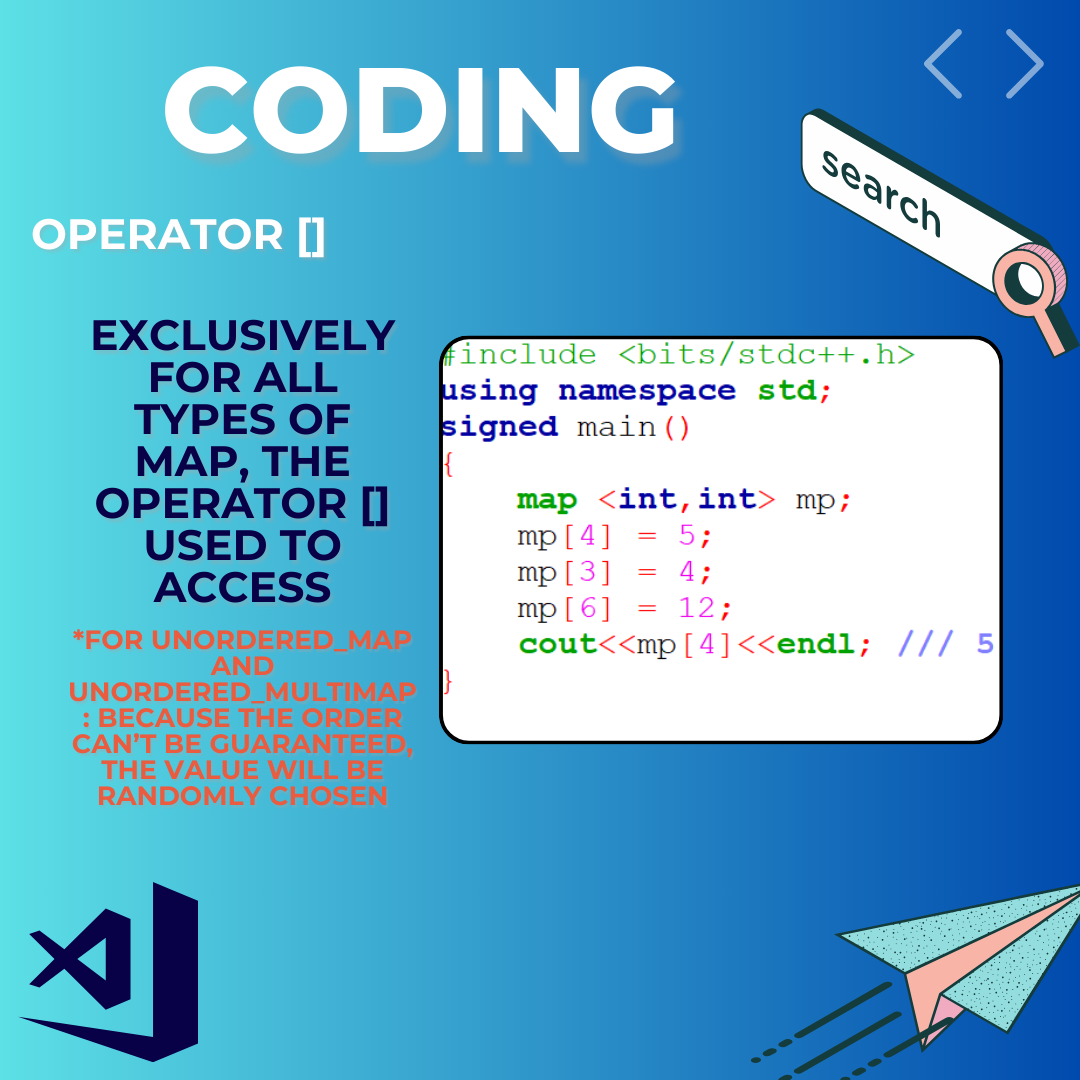 CODING
search
OPERATOR []
EXCLUSIVELY
FOR ALL
TYPES OF
MAP, THE
OPERATOR []
USED TO
ACCESS
*FOR UNORDERED_MAP
AND
UNORDERED_MULTIMAP
: BECAUSE THE ORDER
CAN'T BE GUARANTEED,
THE VALUE WILL BE
RANDOMLY CHOSEN
#include <bits/stdc++.h>
using namespace std;
signed main()
{
    map <int,int> mp;
    mp[4] = 5;
    mp[3] = 4;
    mp[6] = 12;
    cout<<mp[4]<<endl; /// 5
}